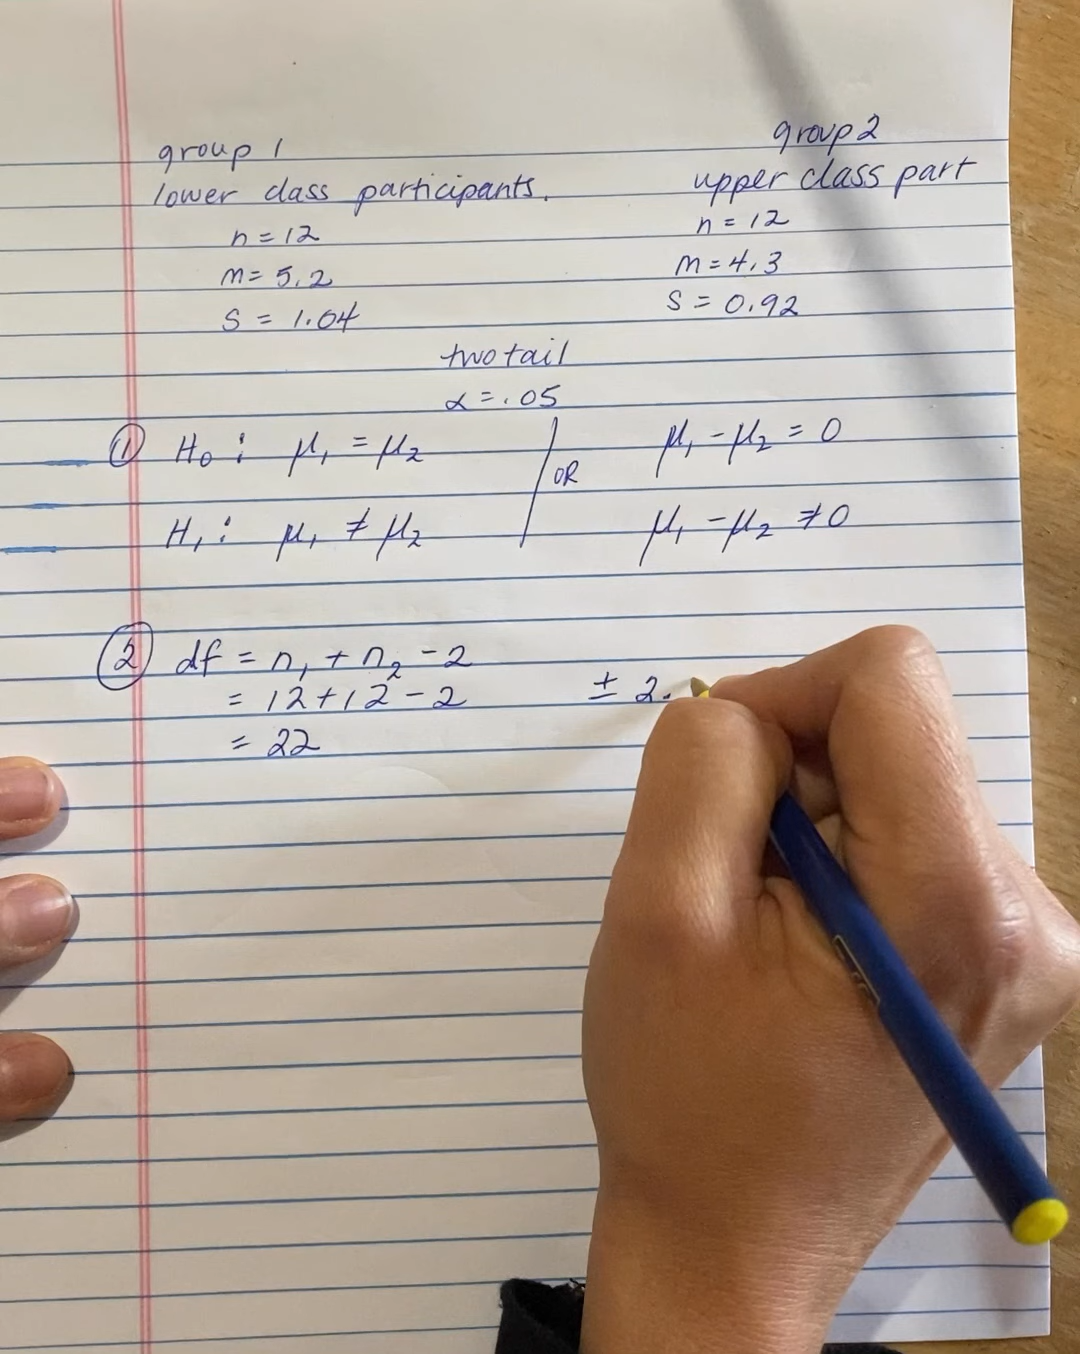 group 1
lower class participants.
n = 12
m = 5.2
S = 1.04
group 2
upper class part
n = 12
m = 4.3
S = 0.92
two tail
α = .05
① H₀ : μ₁ = μ₂
H₁ : μ₁ ≠ μ₂
OR
μ₁ - μ₂ = 0
μ₁ - μ₂ ≠ 0
② df = n₁ + n₂ - 2
= 12 + 12 - 2
= 22
± 2.